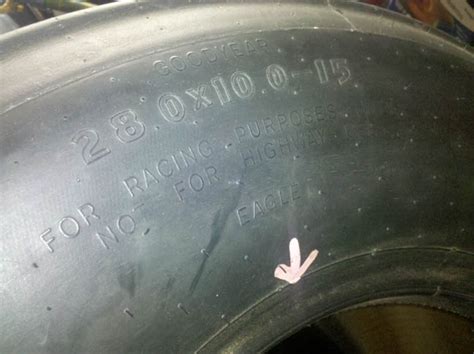 GOODYEAR
28.0x10.0-15
FOR RACING PURPOSES
NOT FOR HIGHWAY
EAGLE